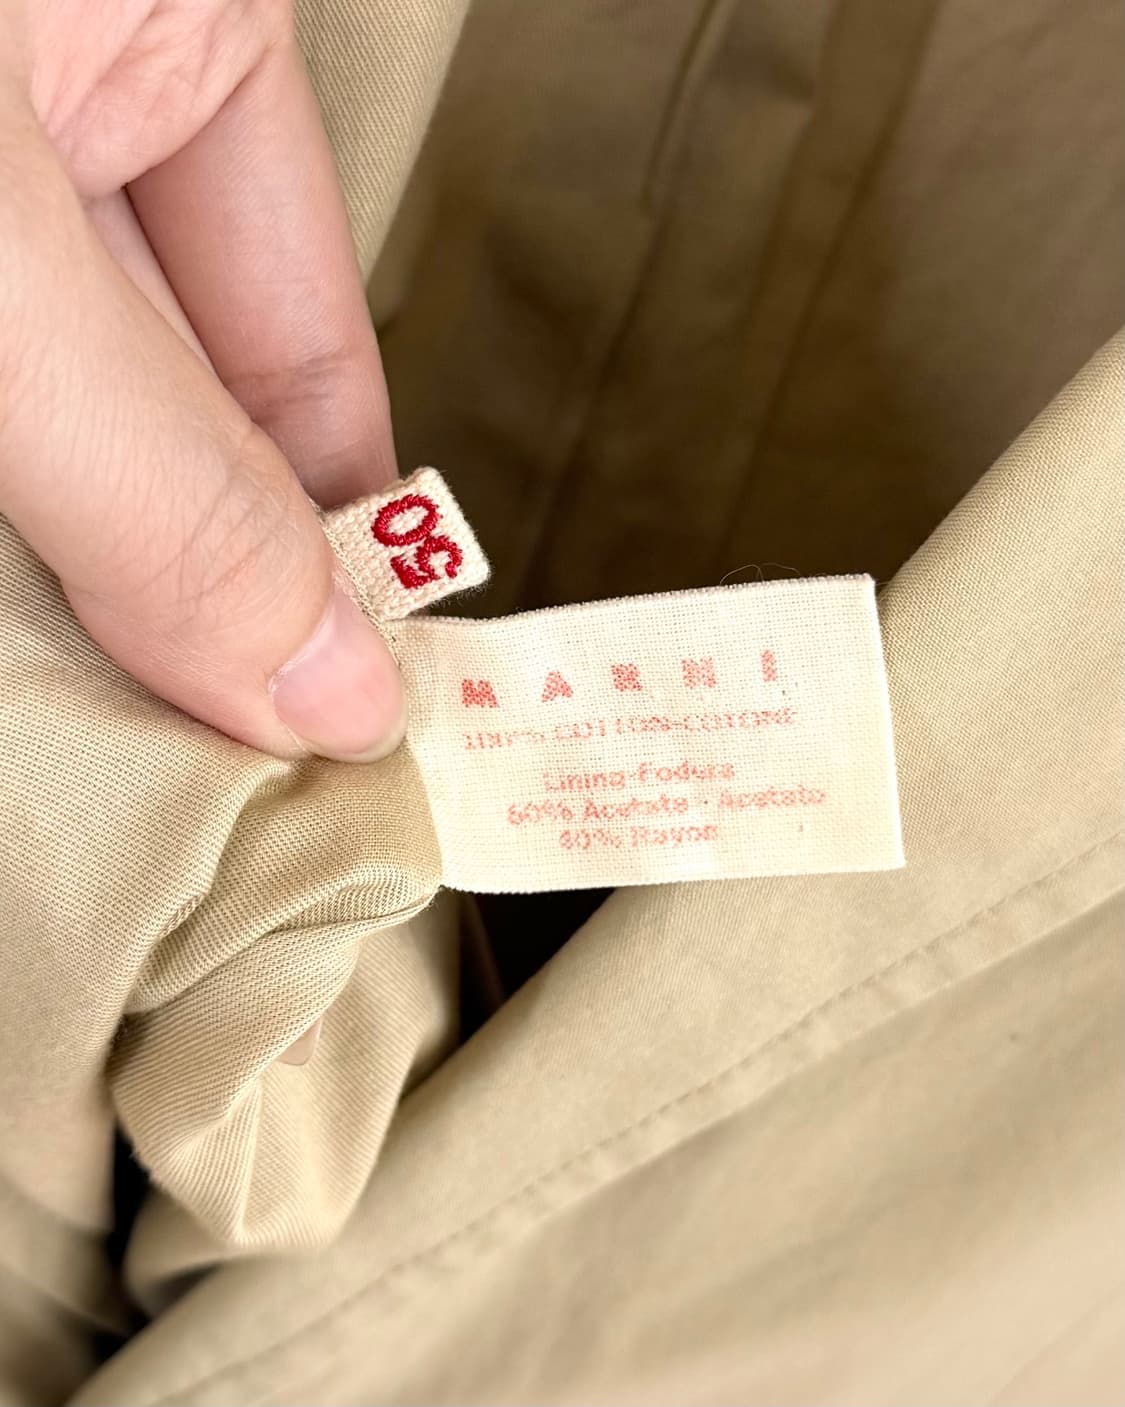 50
MARNI
100% COTTON-COTONE
Lining-Fodera
60% Acetate - Acetato
40% Rayon